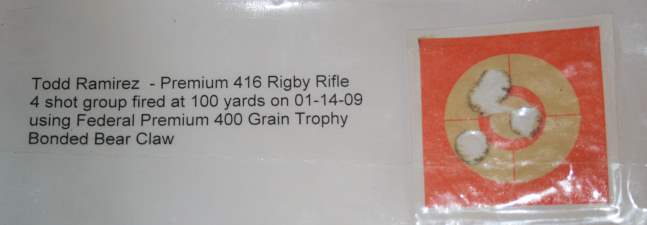 Todd Ramirez - Premium 416 Rigby Rifle
4 shot group fired at 100 yards on 01-14-09
using Federal Premium 400 Grain Trophy
Bonded Bear Claw